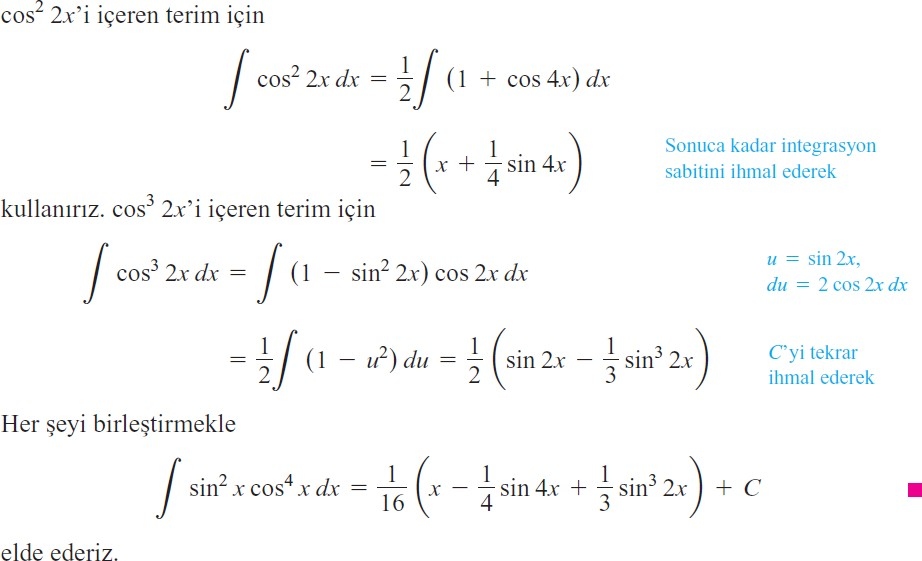 cos² 2x’i içeren terim için
∫ cos² 2x dx = 1/2 ∫ (1 + cos 4x) dx
= 1/2 (x + 1/4 sin 4x)
Sonuca kadar integrasyon
sabitini ihmal ederek
kullanırız. cos³ 2x’i içeren terim için
∫ cos³ 2x dx = ∫ (1 − sin² 2x) cos 2x dx
u = sin 2x,
du = 2 cos 2x dx
= 1/2 ∫ (1 − u²) du = 1/2 (sin 2x − 1/3 sin³ 2x)
C’yi tekrar
ihmal ederek
Her şeyi birleştirmekle
∫ sin² x cos⁴ x dx = 1/16 (x − 1/4 sin 4x + 1/3 sin³ 2x) + C
elde ederiz.